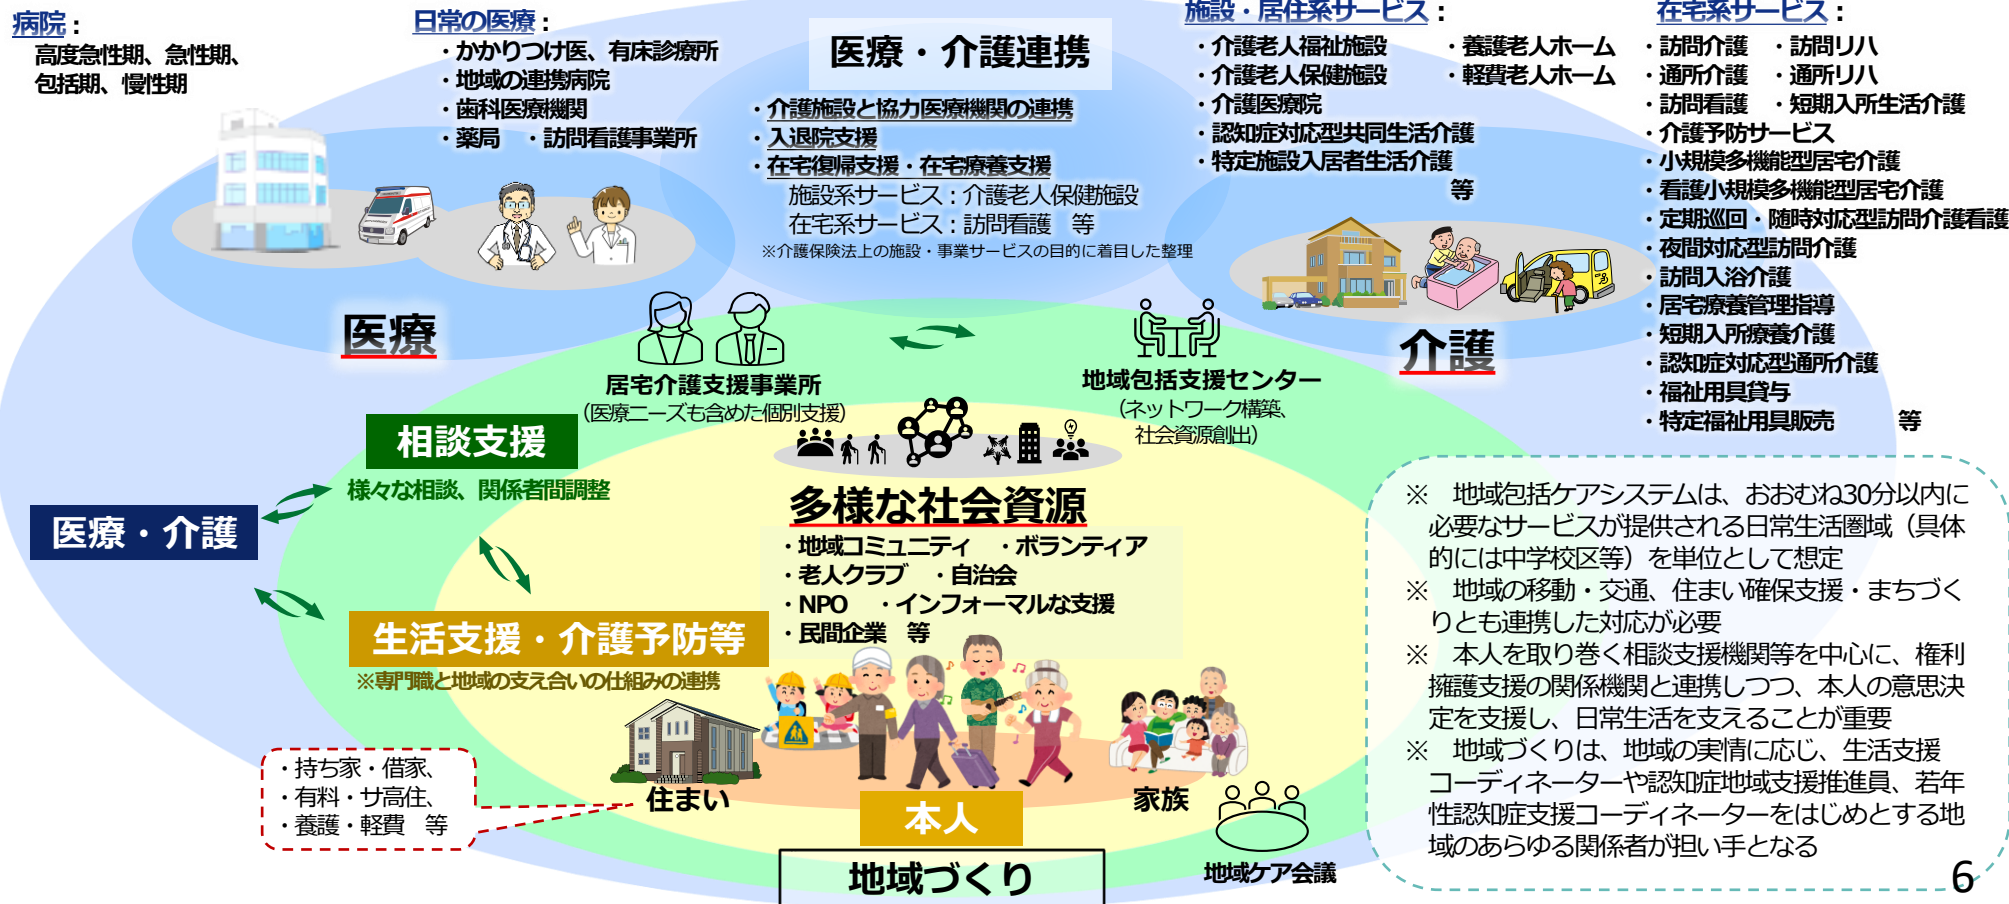 病院：
高度急性期、急性期、
包括期、慢性期
日常の医療：
・かかりつけ医、有床診療所
・地域の連携病院
・歯科医療機関
・薬局　・訪問看護事業所
医療・介護連携
・介護施設と協力医療機関の連携
・入退院支援
・在宅復帰支援・在宅療養支援
施設系サービス：介護老人保健施設
在宅系サービス：訪問看護　等
※介護保険法上の施設・事業サービスの目的に着目した整理
施設・居住系サービス：
・介護老人福祉施設　・養護老人ホーム
・介護老人保健施設　・軽費老人ホーム
・介護医療院
・認知症対応型共同生活介護
・特定施設入居者生活介護
等
在宅系サービス：
・訪問介護　・訪問リハ
・通所介護　・通所リハ
・訪問看護　・短期入所生活介護
・介護予防サービス
・小規模多機能型居宅介護
・看護小規模多機能型居宅介護
・定期巡回・随時対応型訪問介護看護
・夜間対応型訪問介護
・訪問入浴介護
・居宅療養管理指導
・短期入所療養介護
・認知症対応型通所介護
・福祉用具貸与
・特定福祉用具販売　等
医療
介護
居宅介護支援事業所
（医療ニーズも含めた個別支援）
地域包括支援センター
（ネットワーク構築、
社会資源創出）
相談支援
様々な相談、関係者間調整
医療・介護
多様な社会資源
・地域コミュニティ　・ボランティア
・老人クラブ　・自治会
・NPO　・インフォーマルな支援
・民間企業　等
生活支援・介護予防等
※専門職と地域の支え合いの仕組みの連携
・持ち家・借家、
・有料・サ高住、
・養護・軽費　等
住まい
本人
家族
地域づくり
地域ケア会議
※　地域包括ケアシステムは、おおむね30分以内に
必要なサービスが提供される日常生活圏域（具体
的には中学校区等）を単位として想定
※　地域の移動・交通、住まい確保支援・まちづく
りとも連携した対応が必要
※　本人を取り巻く相談支援機関等を中心に、権利
擁護支援の関係機関と連携しつつ、本人の意思決
定を支援し、日常生活を支えることが重要
※　地域づくりは、地域の実情に応じ、生活支援
コーディネーターや認知症地域支援推進員、若年
性認知症支援コーディネーターをはじめとする地
域のあらゆる関係者が担い手となる
6